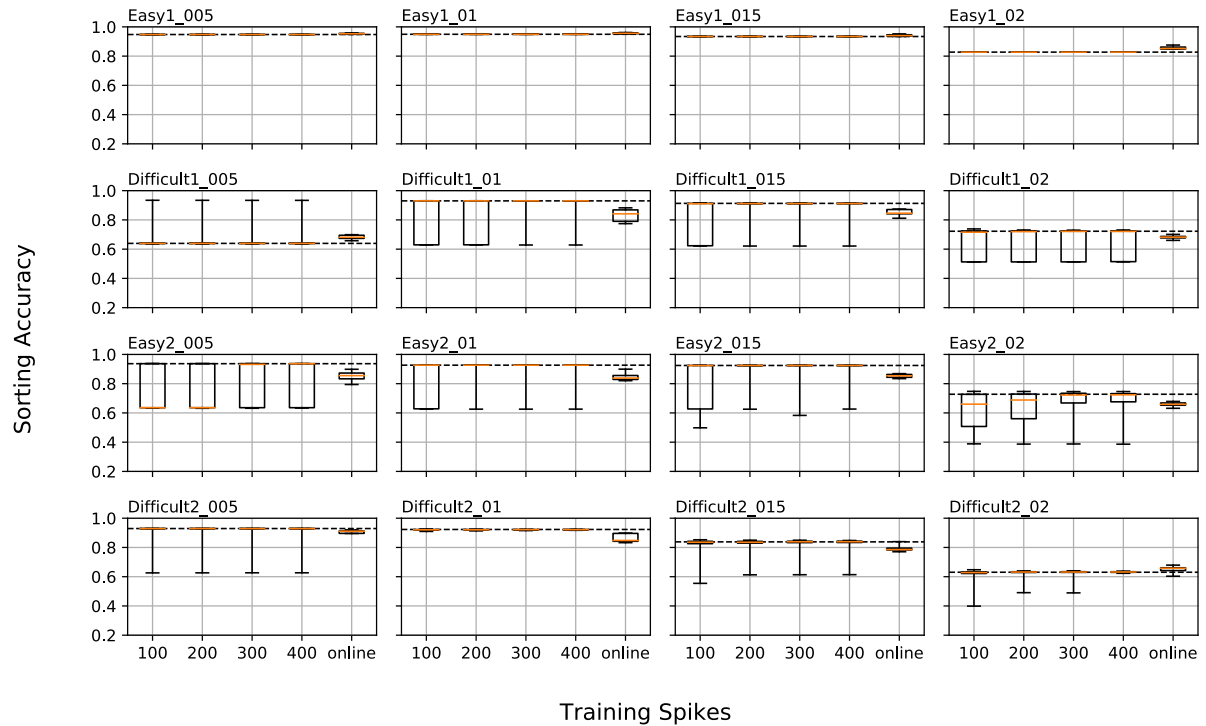 Easy1_005 Easy1_01 Easy1_015 Easy1_02
1.0
0.8
0.6
0.4
0.2
Difficult1_005 Difficult1_01 Difficult1_015 Difficult1_02
1.0
0.8
0.6
0.4
0.2
Easy2_005 Easy2_01 Easy2_015 Easy2_02
1.0
0.8
0.6
0.4
0.2
Difficult2_005 Difficult2_01 Difficult2_015 Difficult2_02
1.0
0.8
0.6
0.4
0.2
100 200 300 400 online 100 200 300 400 online 100 200 300 400 online 100 200 300 400 online
Sorting Accuracy
Training Spikes